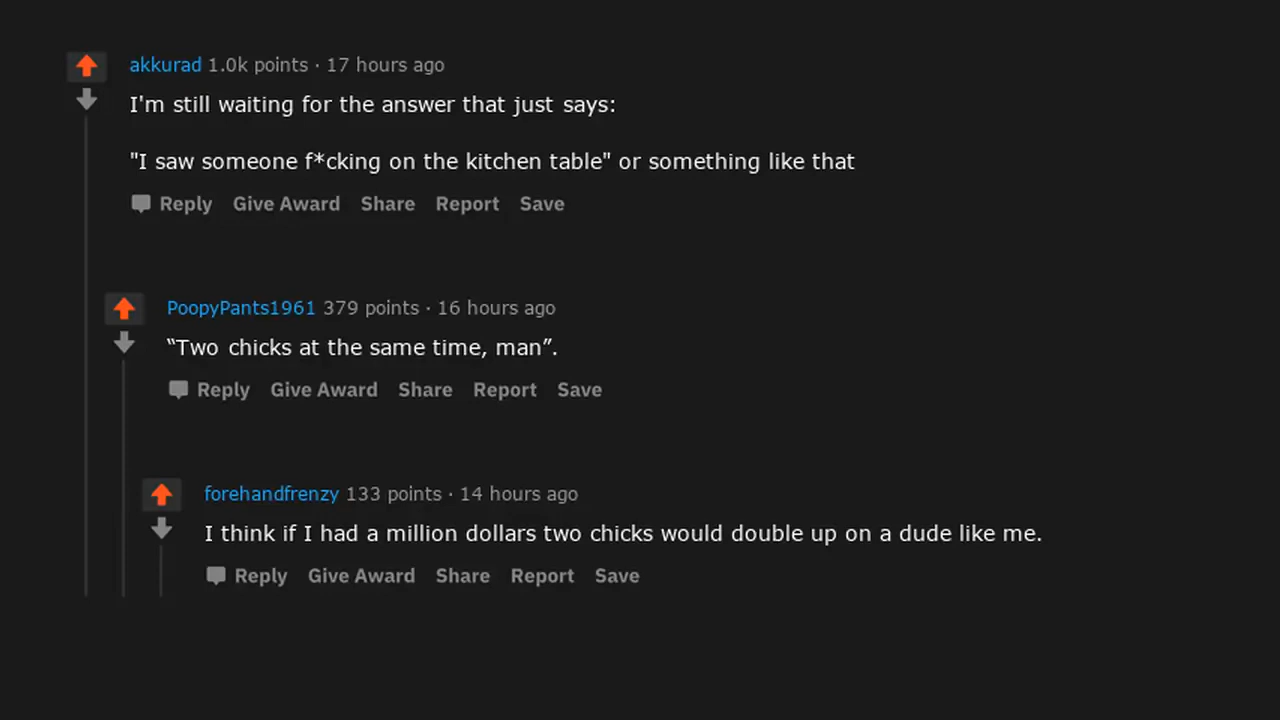 akkurad 1.0k points · 17 hours ago
I'm still waiting for the answer that just says:
"I saw someone f*cking on the kitchen table" or something like that
Reply Give Award Share Report Save
PoopyPants1961 379 points · 16 hours ago
“Two chicks at the same time, man”.
Reply Give Award Share Report Save
forehandfrenzy 133 points · 14 hours ago
I think if I had a million dollars two chicks would double up on a dude like me.
Reply Give Award Share Report Save